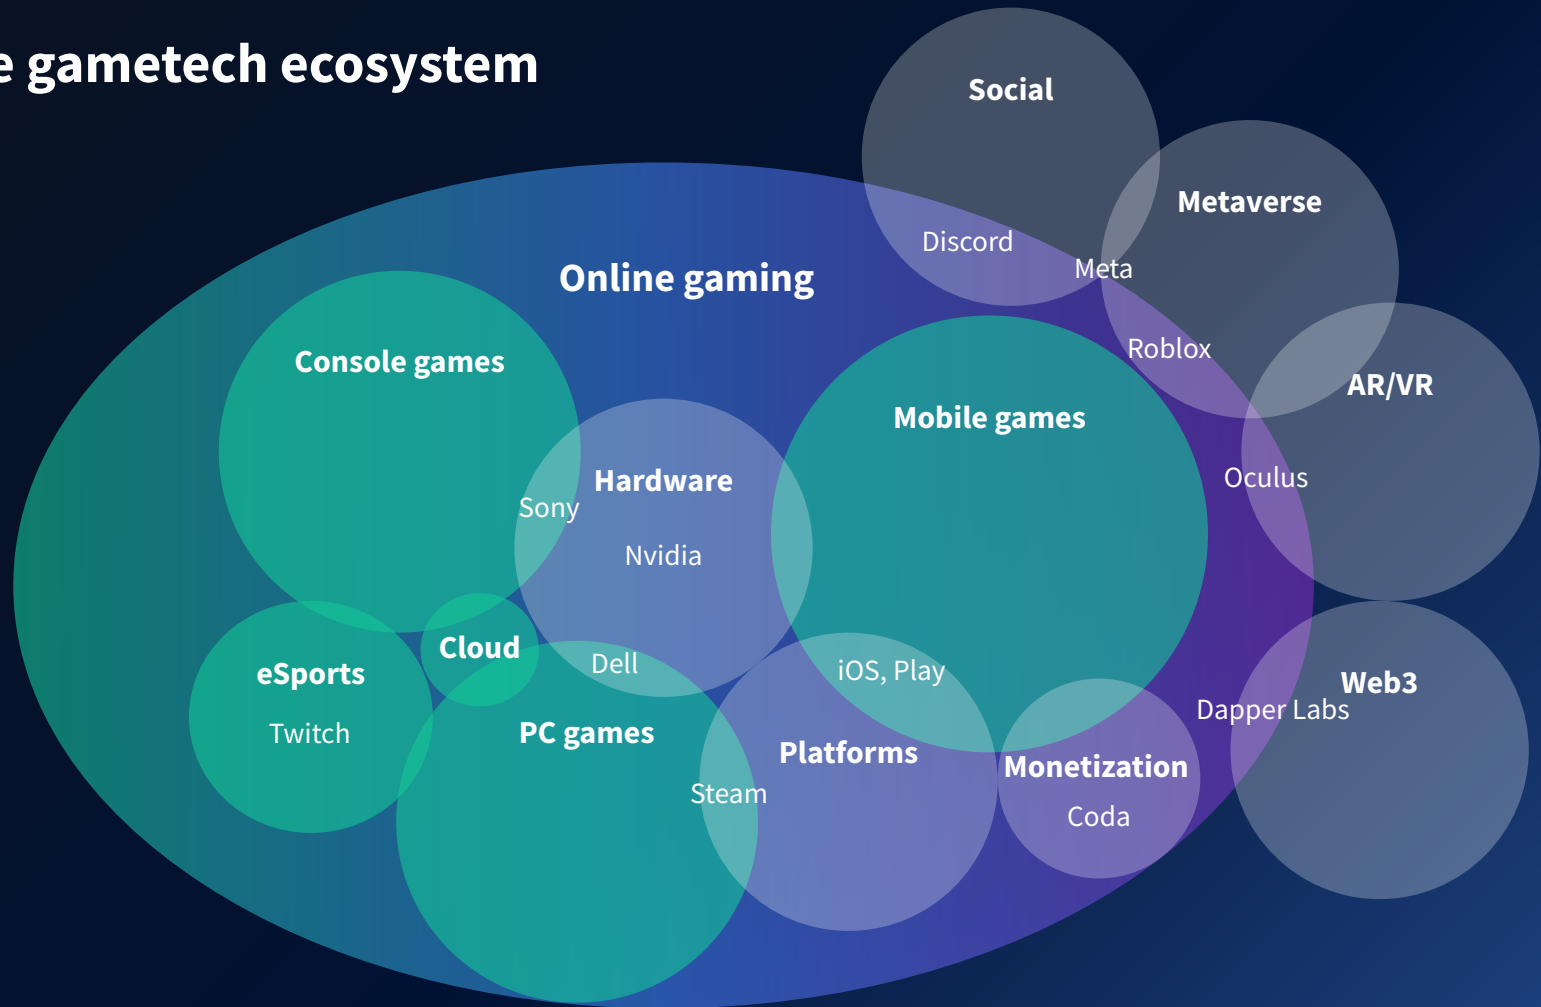 e gametech ecosystem
Social
Metaverse
Discord
Meta
Online gaming
Roblox
Console games
AR/VR
Mobile games
Hardware
Oculus
Sony
Nvidia
Cloud
Dell
iOS, Play
eSports
Web3
Dapper Labs
Twitch
PC games
Platforms
Monetization
Steam
Coda